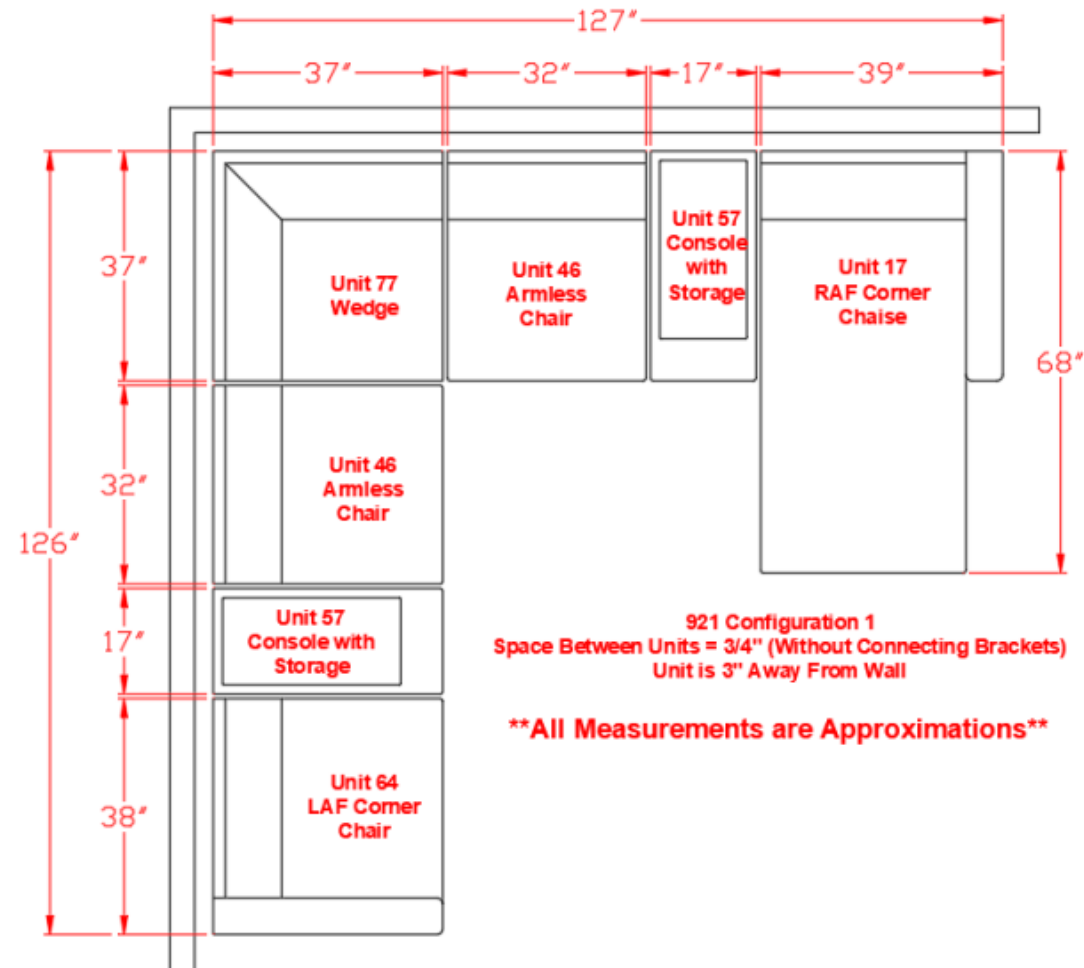 127"
37"
32"
17"
39"
37"
Unit 77
Wedge
Unit 46
Armless
Chair
Unit 57
Console
with
Storage
Unit 17
RAF Corner
Chaise
68"
32"
Unit 46
Armless
Chair
126"
17"
Unit 57
Console with
Storage
921 Configuration 1
Space Between Units = 3/4" (Without Connecting Brackets)
Unit is 3" Away From Wall
**All Measurements are Approximations**
38"
Unit 64
LAF Corner
Chair